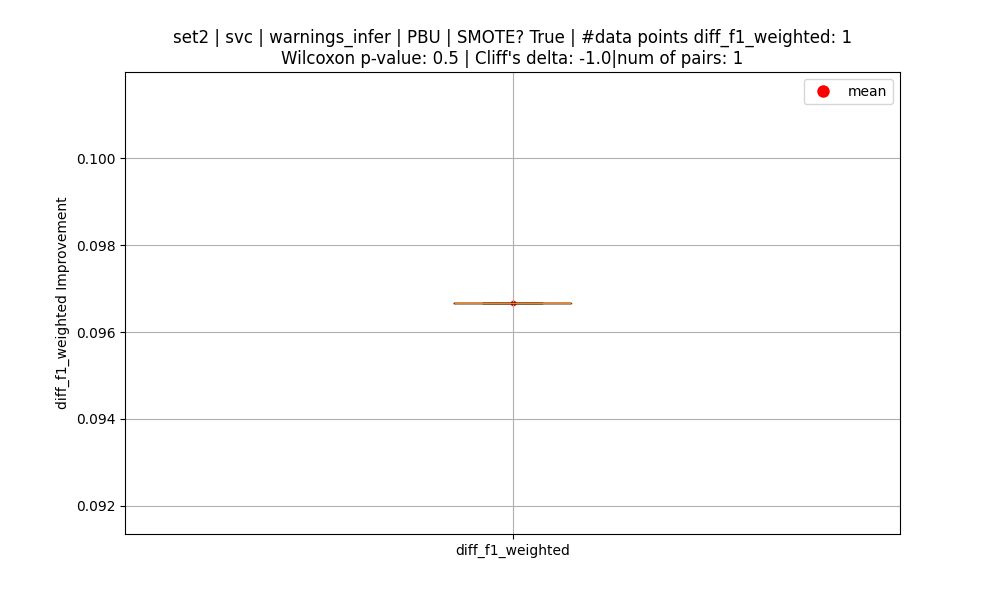 set2 | svc | warnings_infer | PBU | SMOTE? True | #data points diff_f1_weighted: 1
Wilcoxon p-value: 0.5 | Cliff's delta: -1.0|num of pairs: 1
mean
0.100
0.098
0.096
0.094
0.092
diff_f1_weighted Improvement
diff_f1_weighted